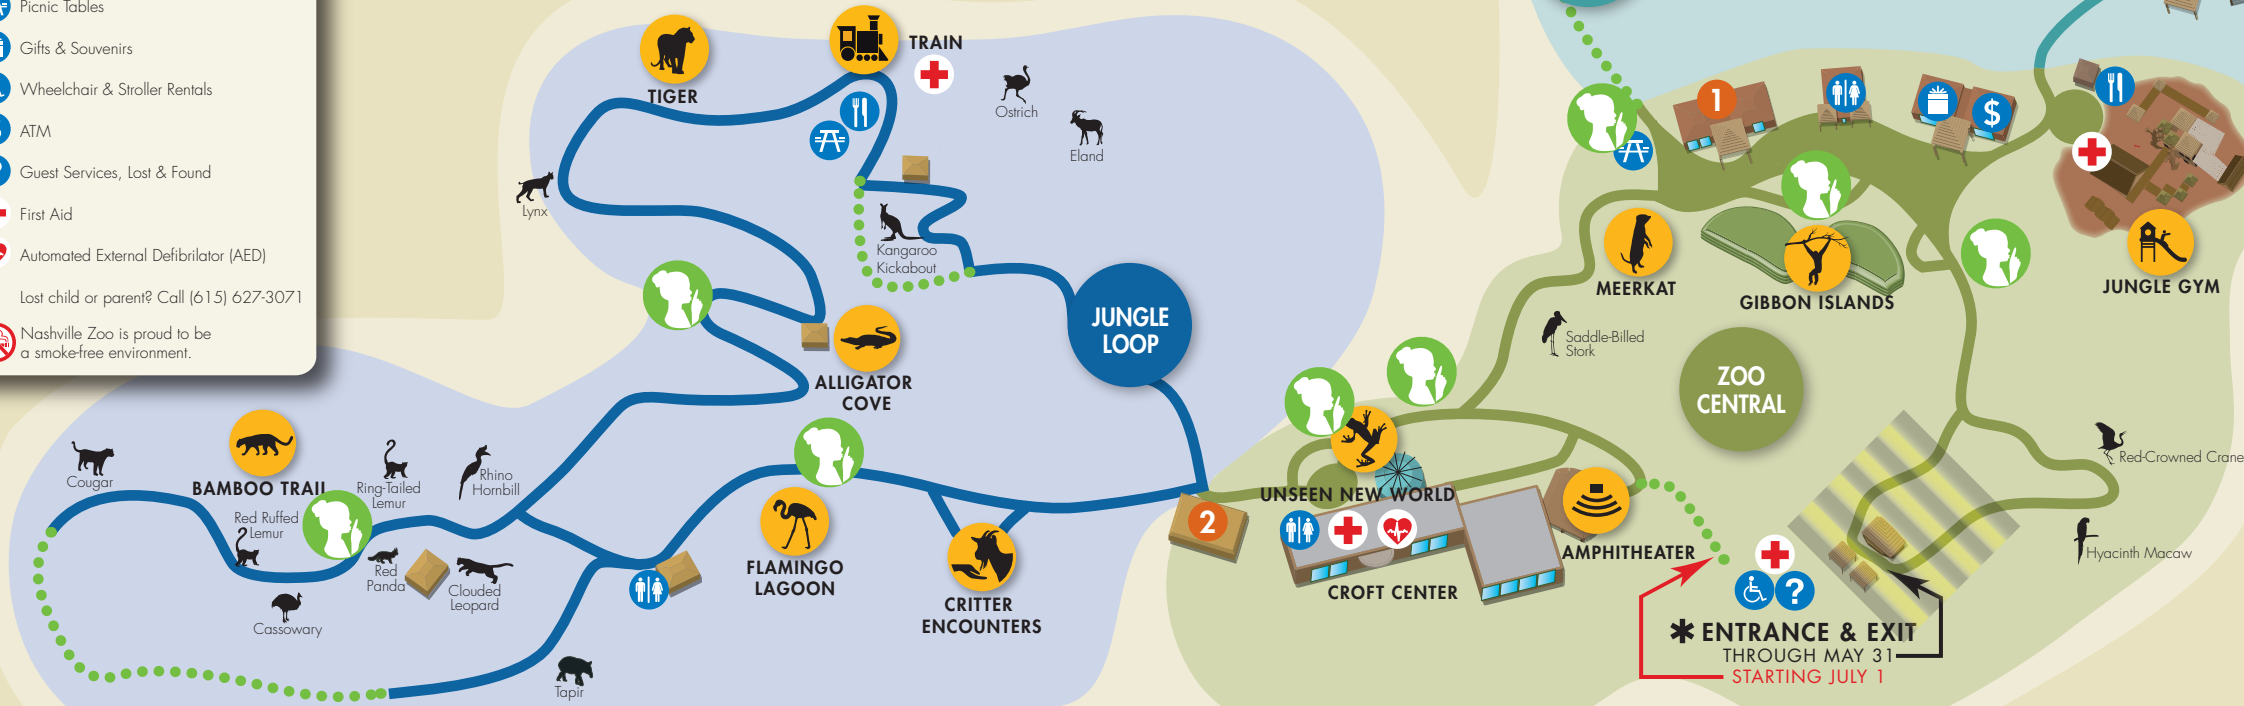 Picnic Tables
Gifts & Souvenirs
Wheelchair & Stroller Rentals
ATM
Guest Services, Lost & Found
First Aid
Automated External Defibrilator (AED)
Lost child or parent? Call (615) 627-3071
Nashville Zoo is proud to be
a smoke-free environment.
TIGER
TRAIN
Ostrich
Eland
Lynx
Kangaroo
Kickabout
ALLIGATOR
COVE
JUNGLE
LOOP
Cougar
BAMBOO TRAIL
Ring-Tailed
Lemur
Rhino
Hornbill
Red Ruffed
Lemur
Red
Panda
Clouded
Leopard
Cassowary
Tapir
FLAMINGO
LAGOON
CRITTER
ENCOUNTERS
2
UNSEEN NEW WORLD
CROFT CENTER
AMPHITHEATER
1
$
MEERKAT
GIBBON ISLANDS
JUNGLE GYM
Saddle-Billed
Stork
ZOO
CENTRAL
Red-Crowned Crane
Hyacinth Macaw
?
* ENTRANCE & EXIT
THROUGH MAY 31
STARTING JULY 1